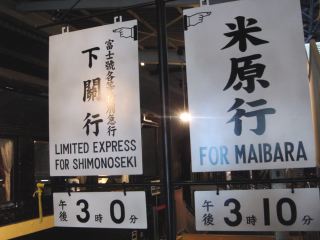 富士號各等特別急行
下關行
LIMITED EXPRESS
FOR SHIMONOSEKI
午後 3時 0分
米原行
FOR MAIBARA
午後 3時 10分